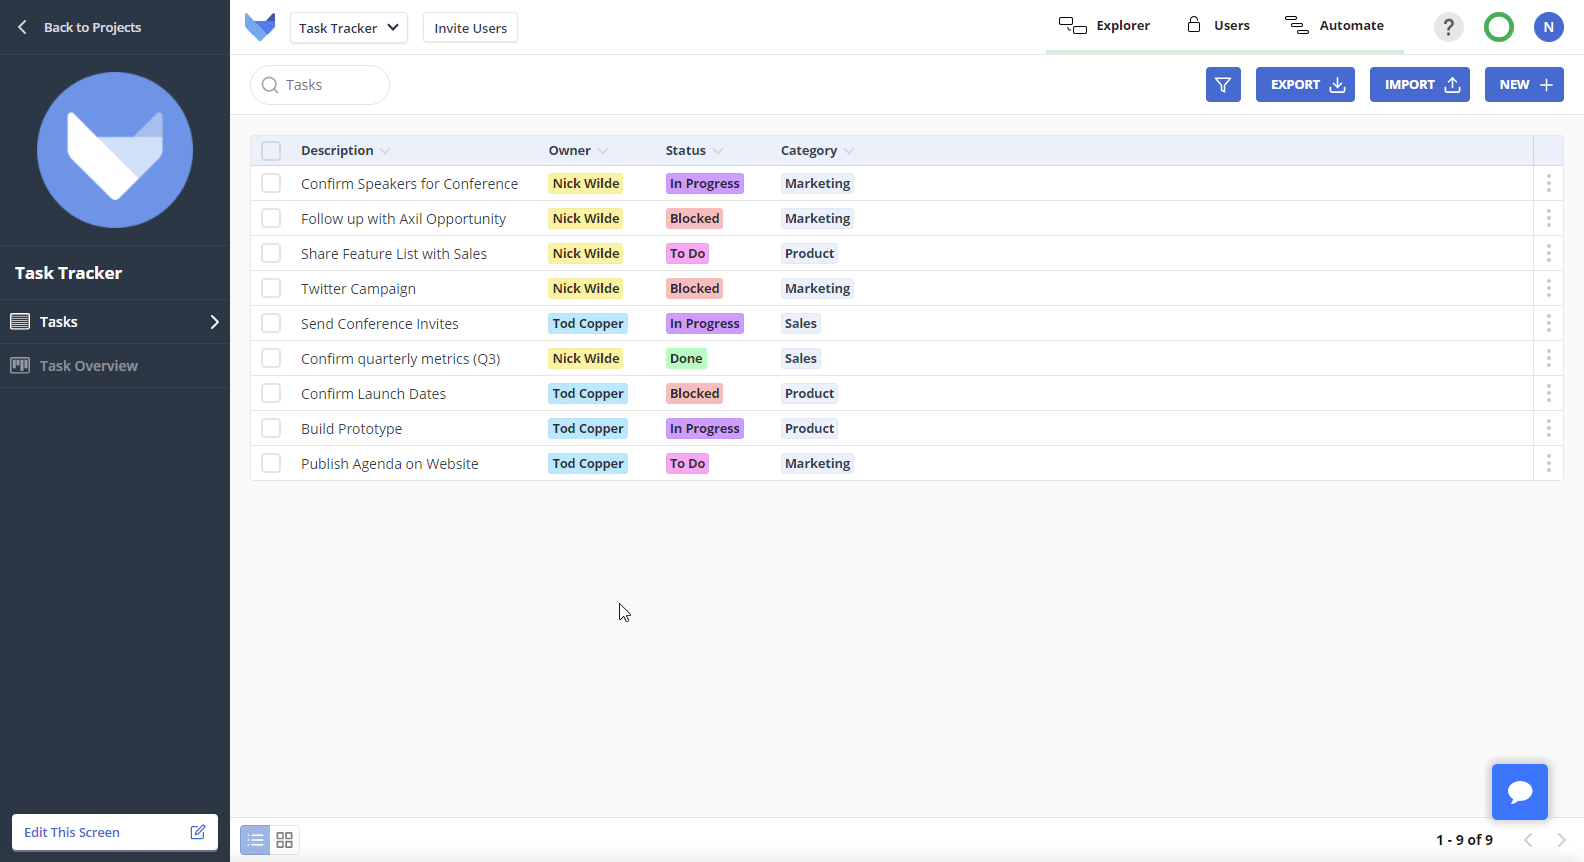 Back to Projects
Task Tracker
Invite Users
Explorer
Users
Automate
?
N
Tasks
EXPORT
IMPORT
NEW
Task Tracker
Tasks
Task Overview
Description Owner Status Category
Confirm Speakers for Conference Nick Wilde In Progress Marketing
Follow up with Axil Opportunity Nick Wilde Blocked Marketing
Share Feature List with Sales Nick Wilde To Do Product
Twitter Campaign Nick Wilde Blocked Marketing
Send Conference Invites Tod Copper In Progress Sales
Confirm quarterly metrics (Q3) Nick Wilde Done Sales
Confirm Launch Dates Tod Copper Blocked Product
Build Prototype Tod Copper In Progress Product
Publish Agenda on Website Tod Copper To Do Marketing
Edit This Screen
1 - 9 of 9